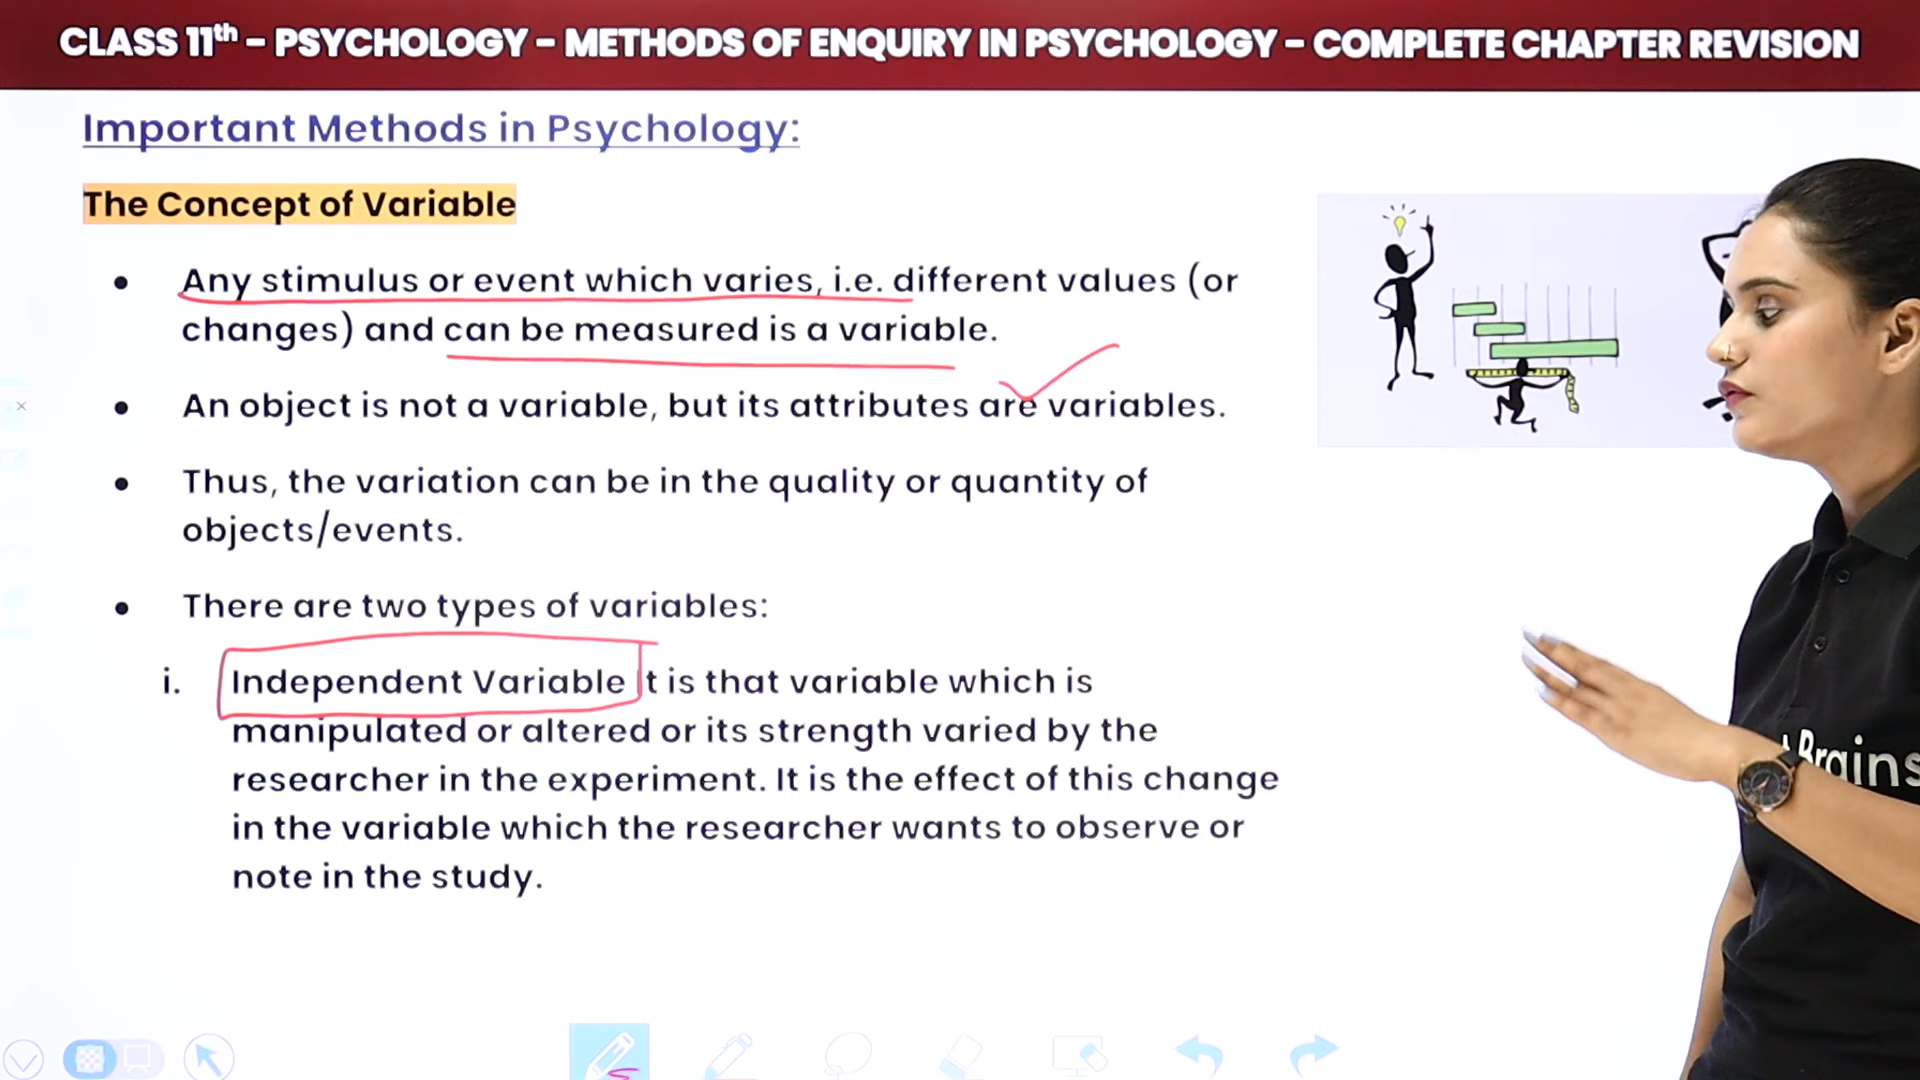 CLASS 11th - PSYCHOLOGY - METHODS OF ENQUIRY IN PSYCHOLOGY - COMPLETE CHAPTER REVISION
Important Methods in Psychology:
The Concept of Variable
• Any stimulus or event which varies, i.e. different values (or
changes) and can be measured is a variable.
• An object is not a variable, but its attributes are variables.
• Thus, the variation can be in the quality or quantity of
objects/events.
• There are two types of variables:
i. Independent Variable It is that variable which is
manipulated or altered or its strength varied by the
researcher in the experiment. It is the effect of this change
in the variable which the researcher wants to observe or
note in the study.
Brains